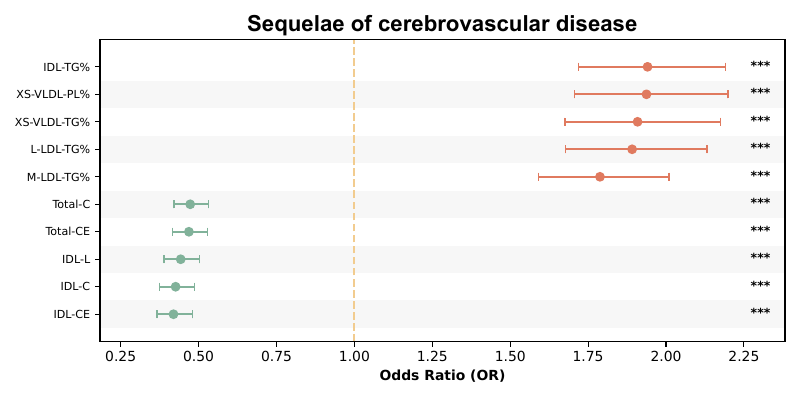 Sequelae of cerebrovascular disease
IDL-TG% ***
XS-VLDL-PL% ***
XS-VLDL-TG% ***
L-LDL-TG% ***
M-LDL-TG% ***
Total-C ***
Total-CE ***
IDL-L ***
IDL-C ***
IDL-CE ***
0.25 0.50 0.75 1.00 1.25 1.50 1.75 2.00 2.25
Odds Ratio (OR)